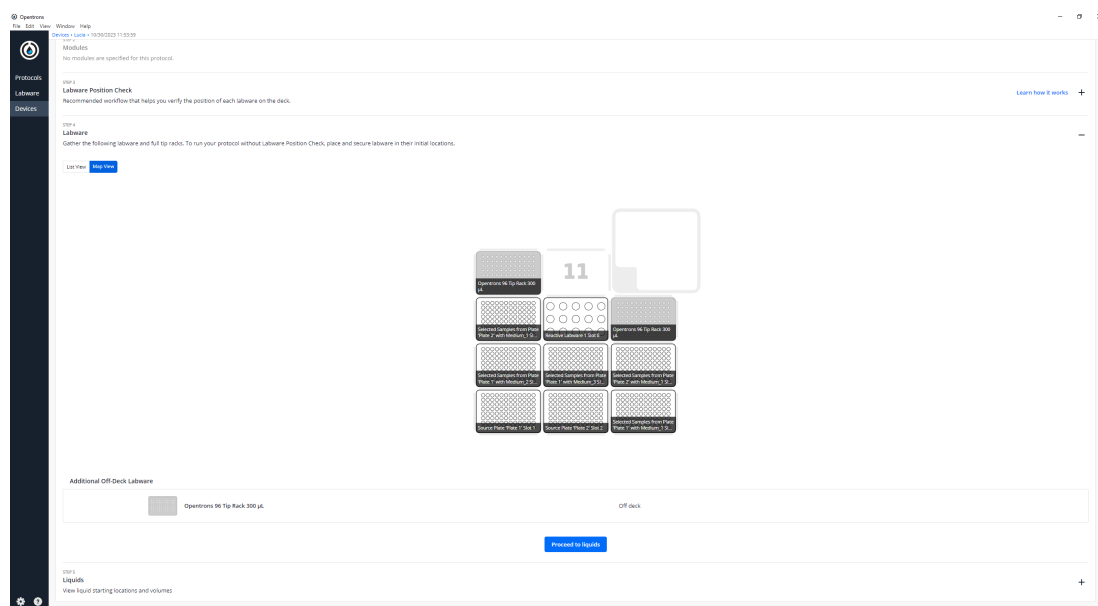 Opentrons
File Edit View Window Help
Devices › Lucia › 10/30/2023 11:53:59
Protocols
Labware
Devices
STEP 2
Modules
No modules are specified for this protocol.
STEP 3
Labware Position Check
Learn how it works
Recommended workflow that helps you verify the position of each labware on the deck.
STEP 4
Labware
Gather the following labware and full tip racks. To run your protocol without Labware Position Check, place and secure labware in their initial locations.
List View Map View
11
Opentrons 96 Tip Rack 300
µL
Selected Samples from Plate
'Plate 2' with Medium_1 Sl...
Reactive Labware 1 Slot 8
Opentrons 96 Tip Rack 300
µL
Selected Samples from Plate
'Plate 1' with Medium_2 Sl...
Selected Samples from Plate
'Plate 1' with Medium_3 Sl...
Selected Samples from Plate
'Plate 2' with Medium_1 Sl...
Source Plate 'Plate 1' Slot 1
Source Plate 'Plate 2' Slot 2
Selected Samples from Plate
'Plate 1' with Medium_1 Sl...
Additional Off-Deck Labware
Opentrons 96 Tip Rack 300 µL Off deck
Proceed to liquids
STEP 5
Liquids
View liquid starting locations and volumes